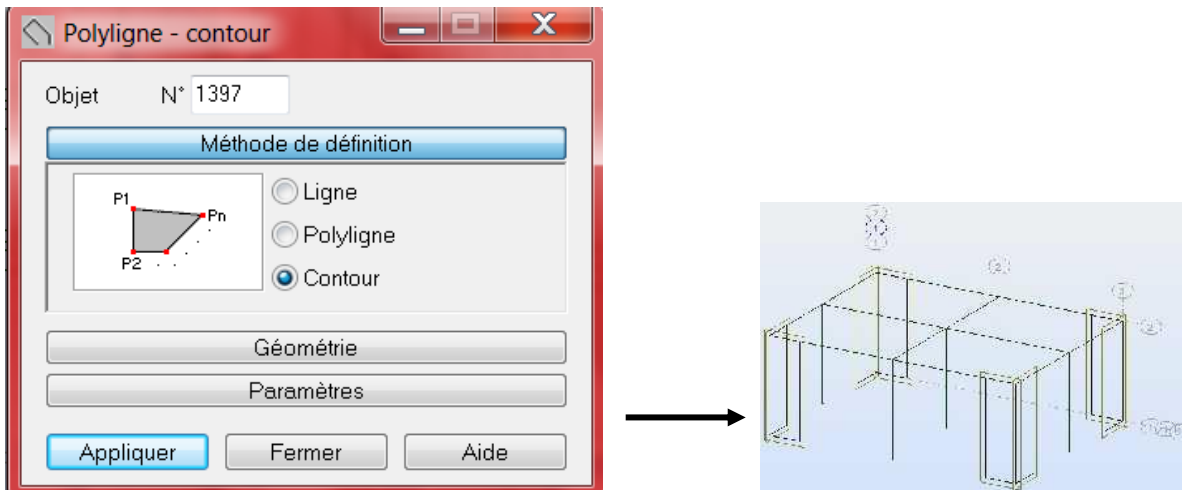 Polyligne - contour
Objet N° 1397
Méthode de définition
P1
Pn
P2 . . .
Ligne
Polyligne
Contour
Géométrie
Paramètres
Appliquer Fermer Aide